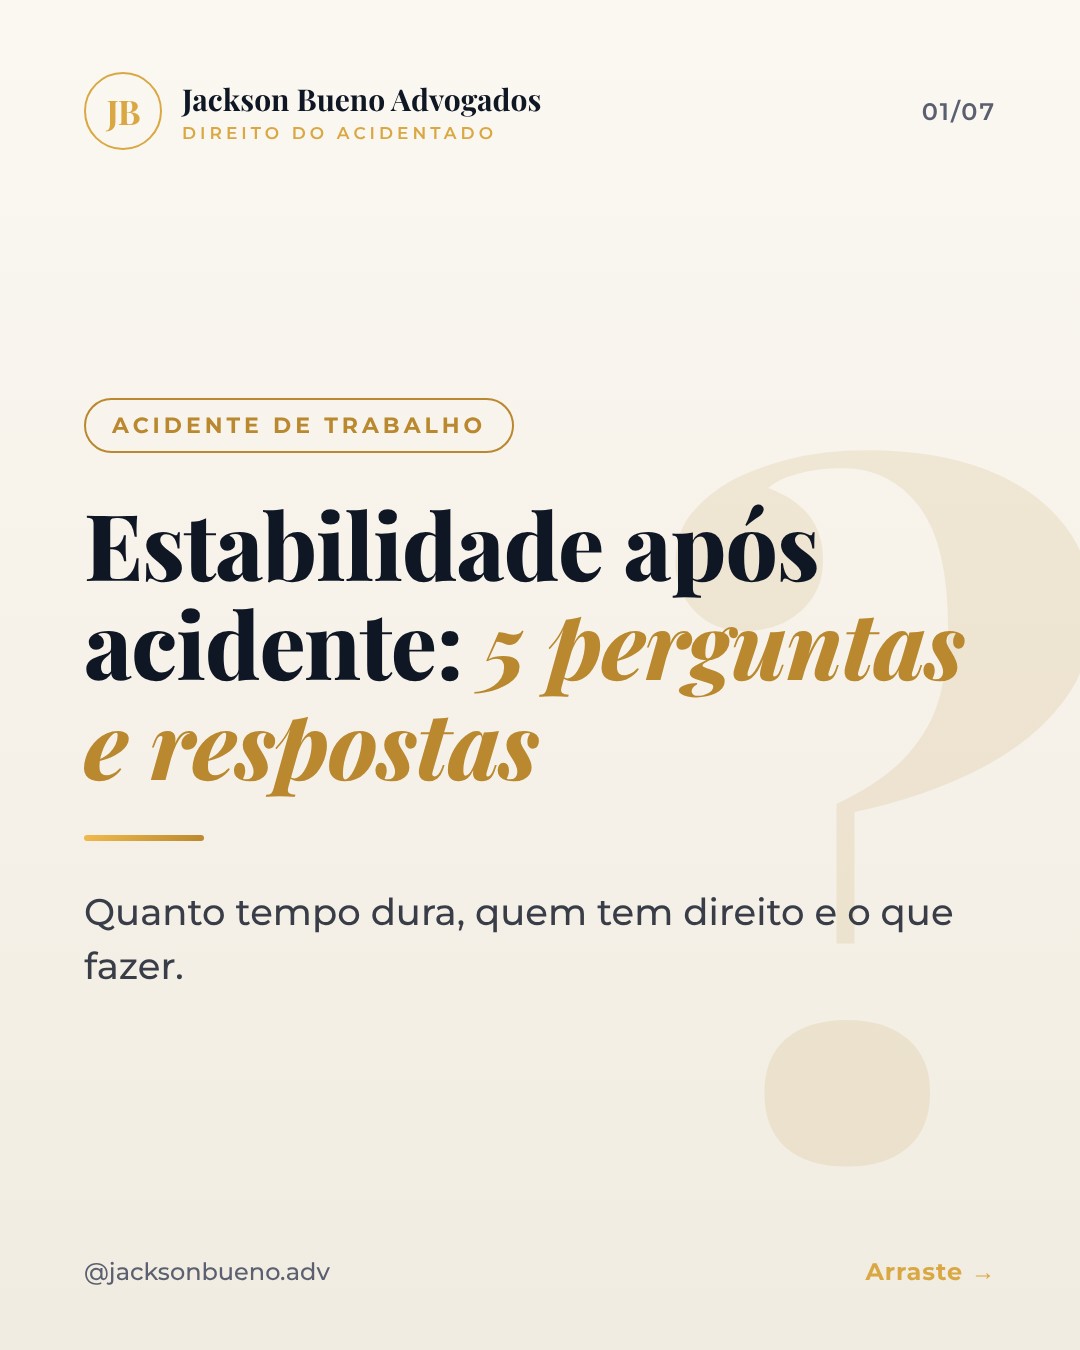 JB
Jackson Bueno Advogados
DIREITO DO ACIDENTADO
01/07
ACIDENTE DE TRABALHO
Estabilidade após
acidente: 5 perguntas
e respostas
?
Quanto tempo dura, quem tem direito e o que
fazer.
@jacksonbueno.adv
Arraste →